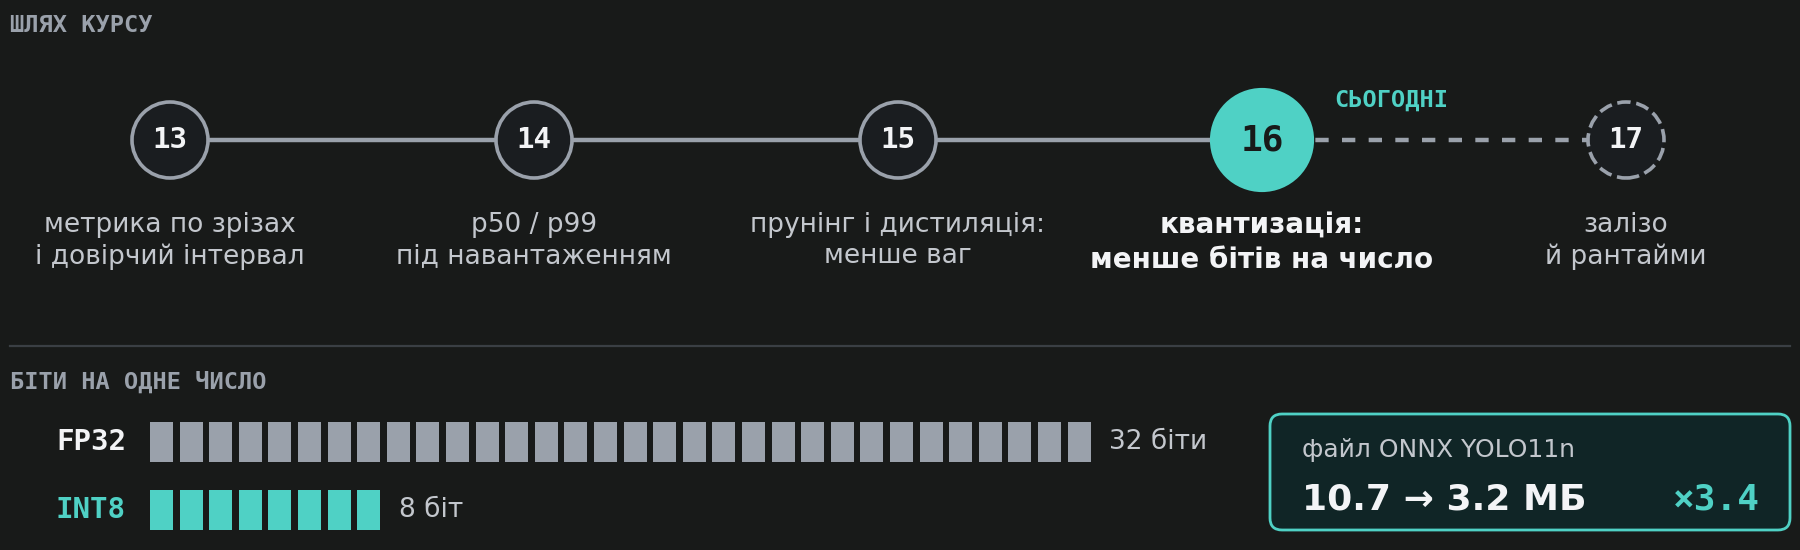 ШЛЯХ КУРСУ
13
14
15
16
СЬОГОДНІ
17
метрика по зрізах
і довірчий інтервал
p50 / p99
під навантаженням
прунінг і дистиляція:
менше ваг
квантизація:
менше бітів на число
залізо
й рантайми
БІТИ НА ОДНЕ ЧИСЛО
FP32
32 біти
INT8
8 біт
файл ONNX YOLO11n
10.7 → 3.2 МБ
×3.4